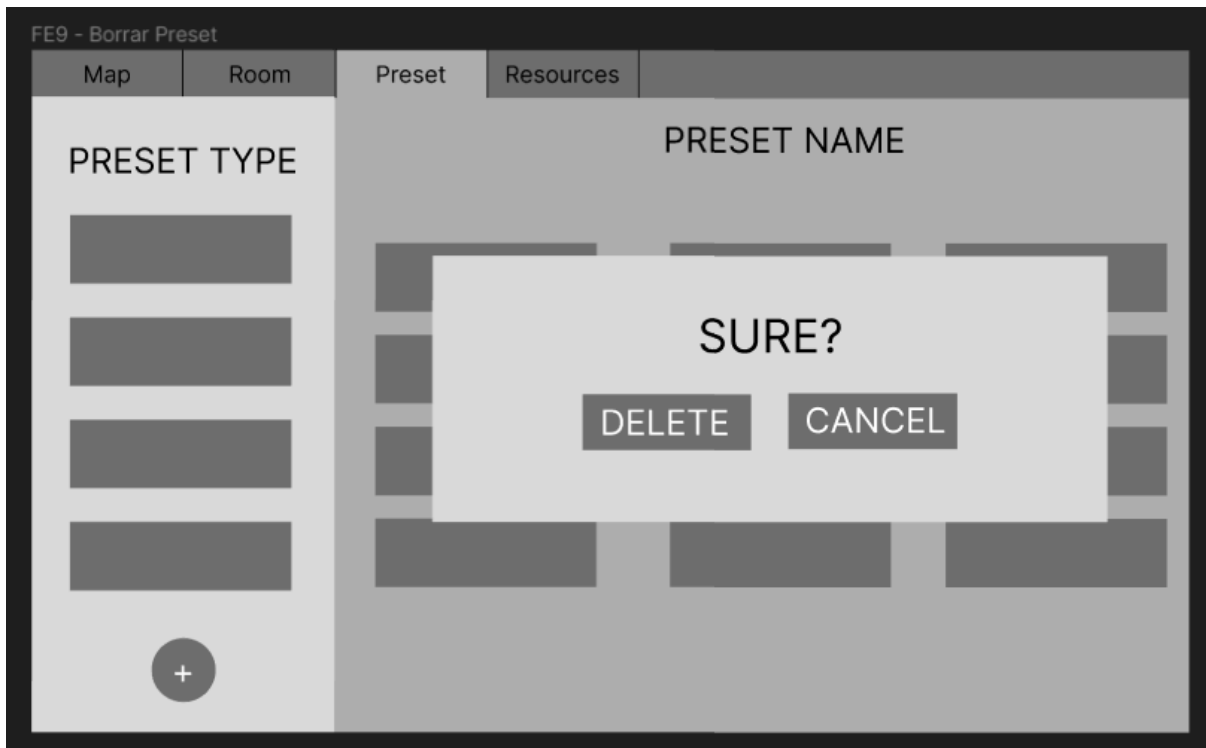 FE9 - Borrar Preset
Map Room Preset Resources
PRESET TYPE
PRESET NAME
SURE?
DELETE CANCEL
+